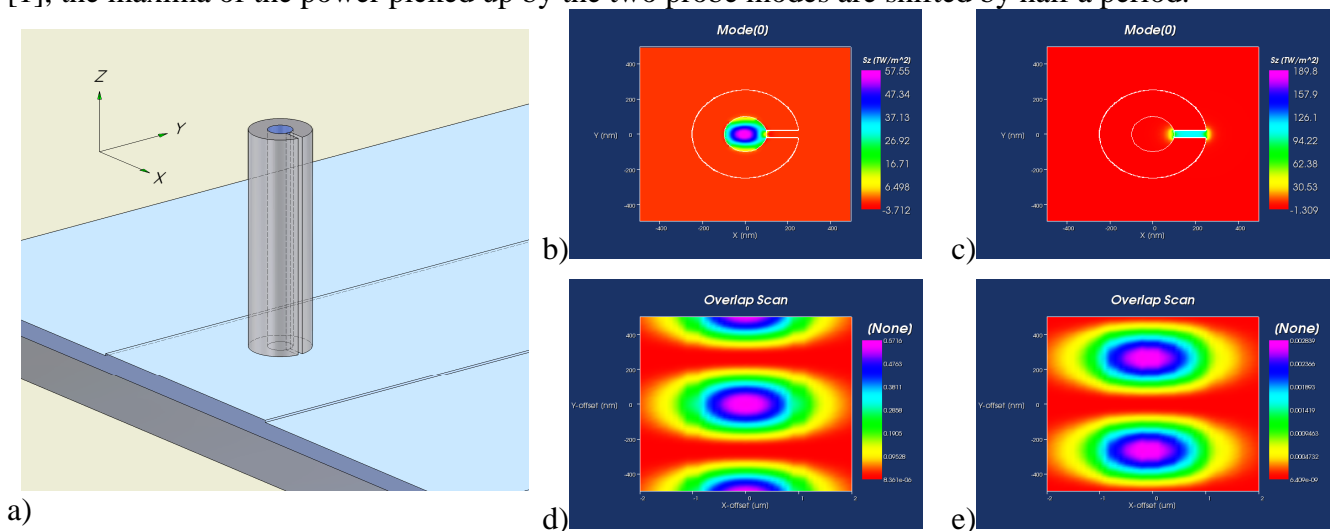 [1], the maxima of the power picked up by the two probe modes are shifted by half a period.
Z
Y
X
a)
Mode(0)
Sz (TW/m^2)
57.55
47.34
37.13
26.92
16.71
6.498
-3.712
400
200
Y (nm)
0
-200
-400
-400
-200
0
200
400
X (nm)
b)
Mode(0)
Sz (TW/m^2)
189.8
157.9
126.1
94.22
62.38
30.53
-1.309
400
200
Y (nm)
0
-200
-400
-400
-200
0
200
400
X (nm)
c)
Overlap Scan
(None)
0.5716
0.4763
0.3811
0.2858
0.1905
0.09528
8.361e-06
400
200
Y-offset (nm)
0
-200
-400
-2
-1
0
1
2
X-offset (um)
d)
Overlap Scan
(None)
0.002839
0.002366
0.001893
0.001419
0.0009463
0.0004732
6.409e-09
400
200
Y-offset (nm)
0
-200
-400
-2
-1
0
1
2
X-offset (um)
e)